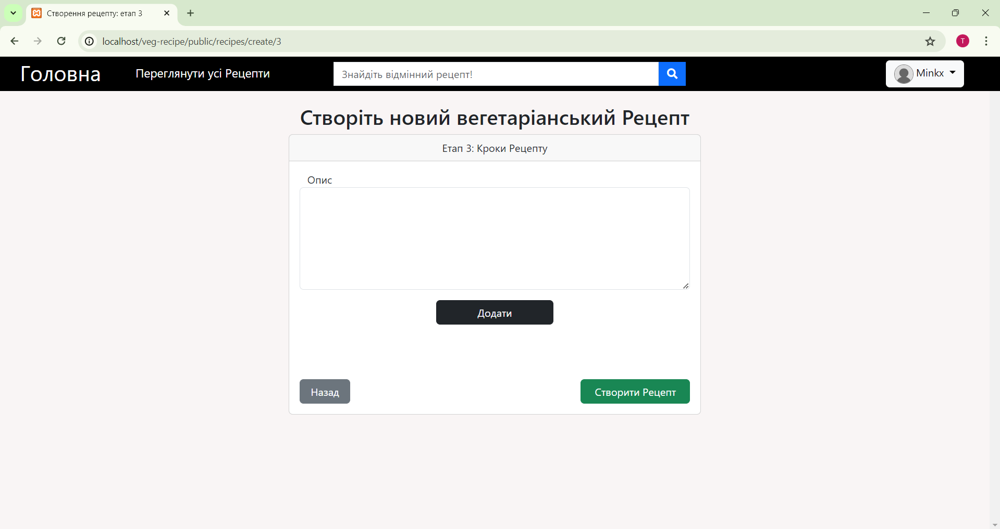 Створення рецепту: етап 3
localhost/veg-recipe/public/recipes/create/3
T
Головна
Переглянути усі Рецепти
Знайдіть відмінний рецепт!
Minkx
Створіть новий вегетаріанський Рецепт
Етап 3: Кроки Рецепту
Опис
Додати
Назад
Створити Рецепт